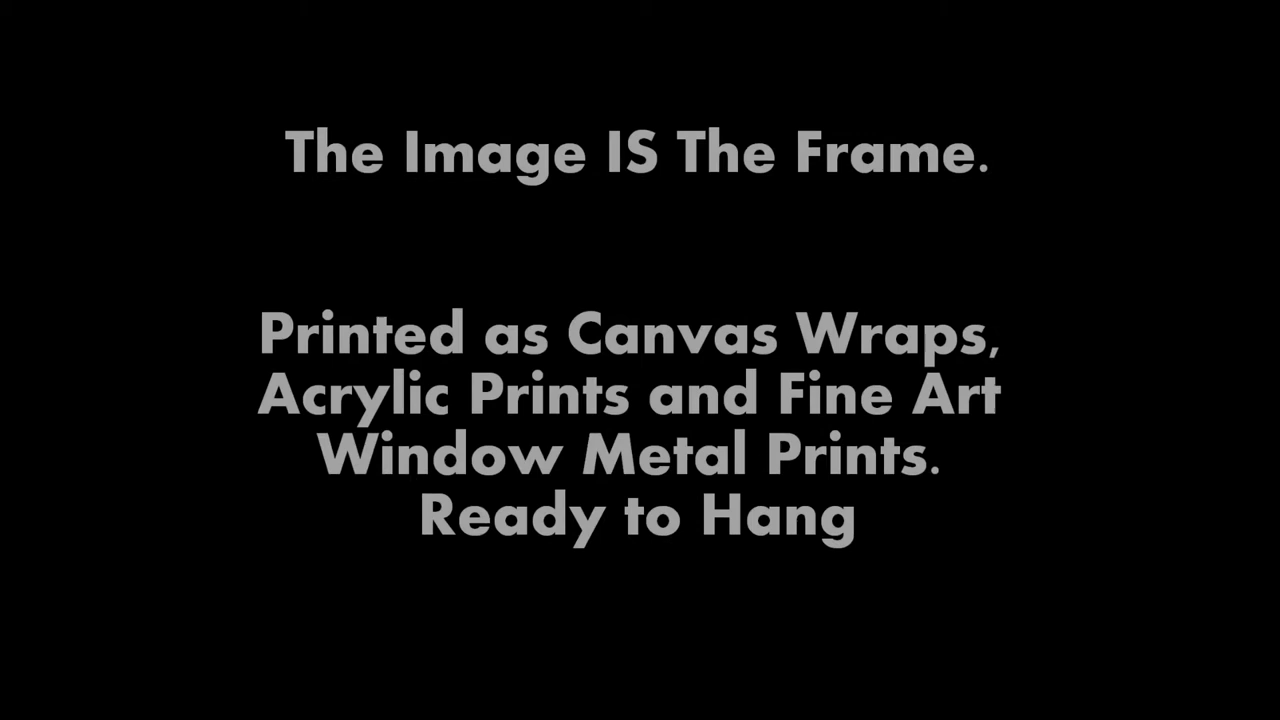 The Image IS The Frame.
Printed as Canvas Wraps,
Acrylic Prints and Fine Art
Window Metal Prints.
Ready to Hang